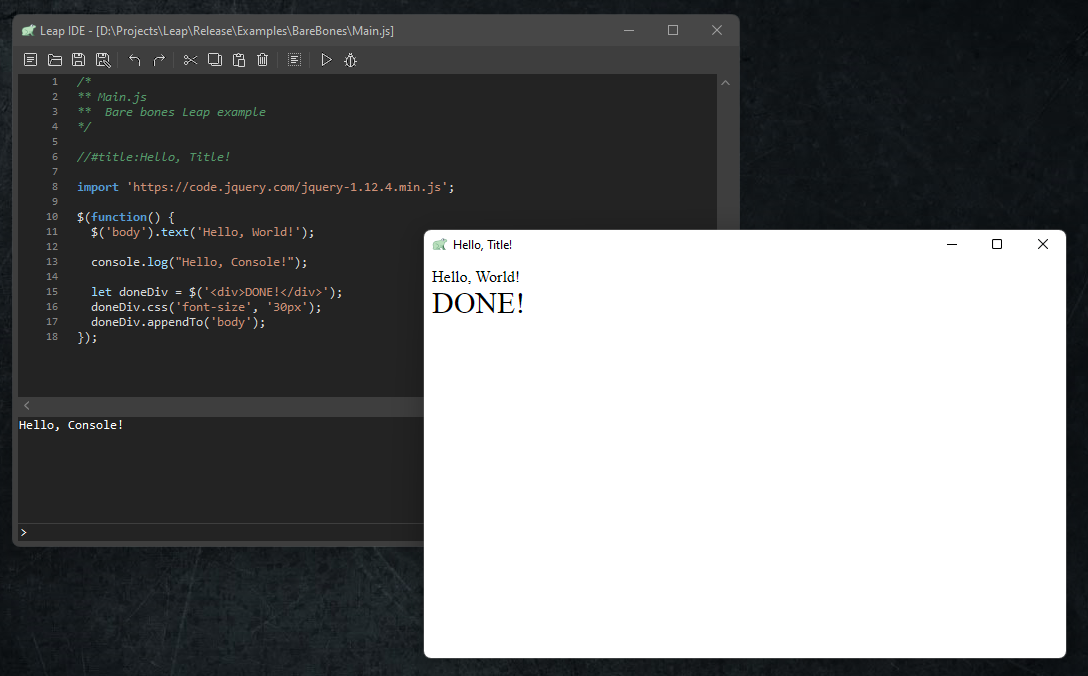 Leap IDE - [D:\Projects\Leap\Release\Examples\BareBones\Main.js]
1 /*
2 ** Main.js
3 **  Bare bones Leap example
4 */
5
6 //#title:Hello, Title!
7
8 import 'https://code.jquery.com/jquery-1.12.4.min.js';
9
10 $(function() {
11   $('body').text('Hello, World!');
12
13   console.log("Hello, Console!");
14
15   let doneDiv = $('<div>DONE!</div>');
16   doneDiv.css('font-size', '30px');
17   doneDiv.appendTo('body');
18 });
Hello, Console!
>
Hello, Title!
Hello, World!
DONE!